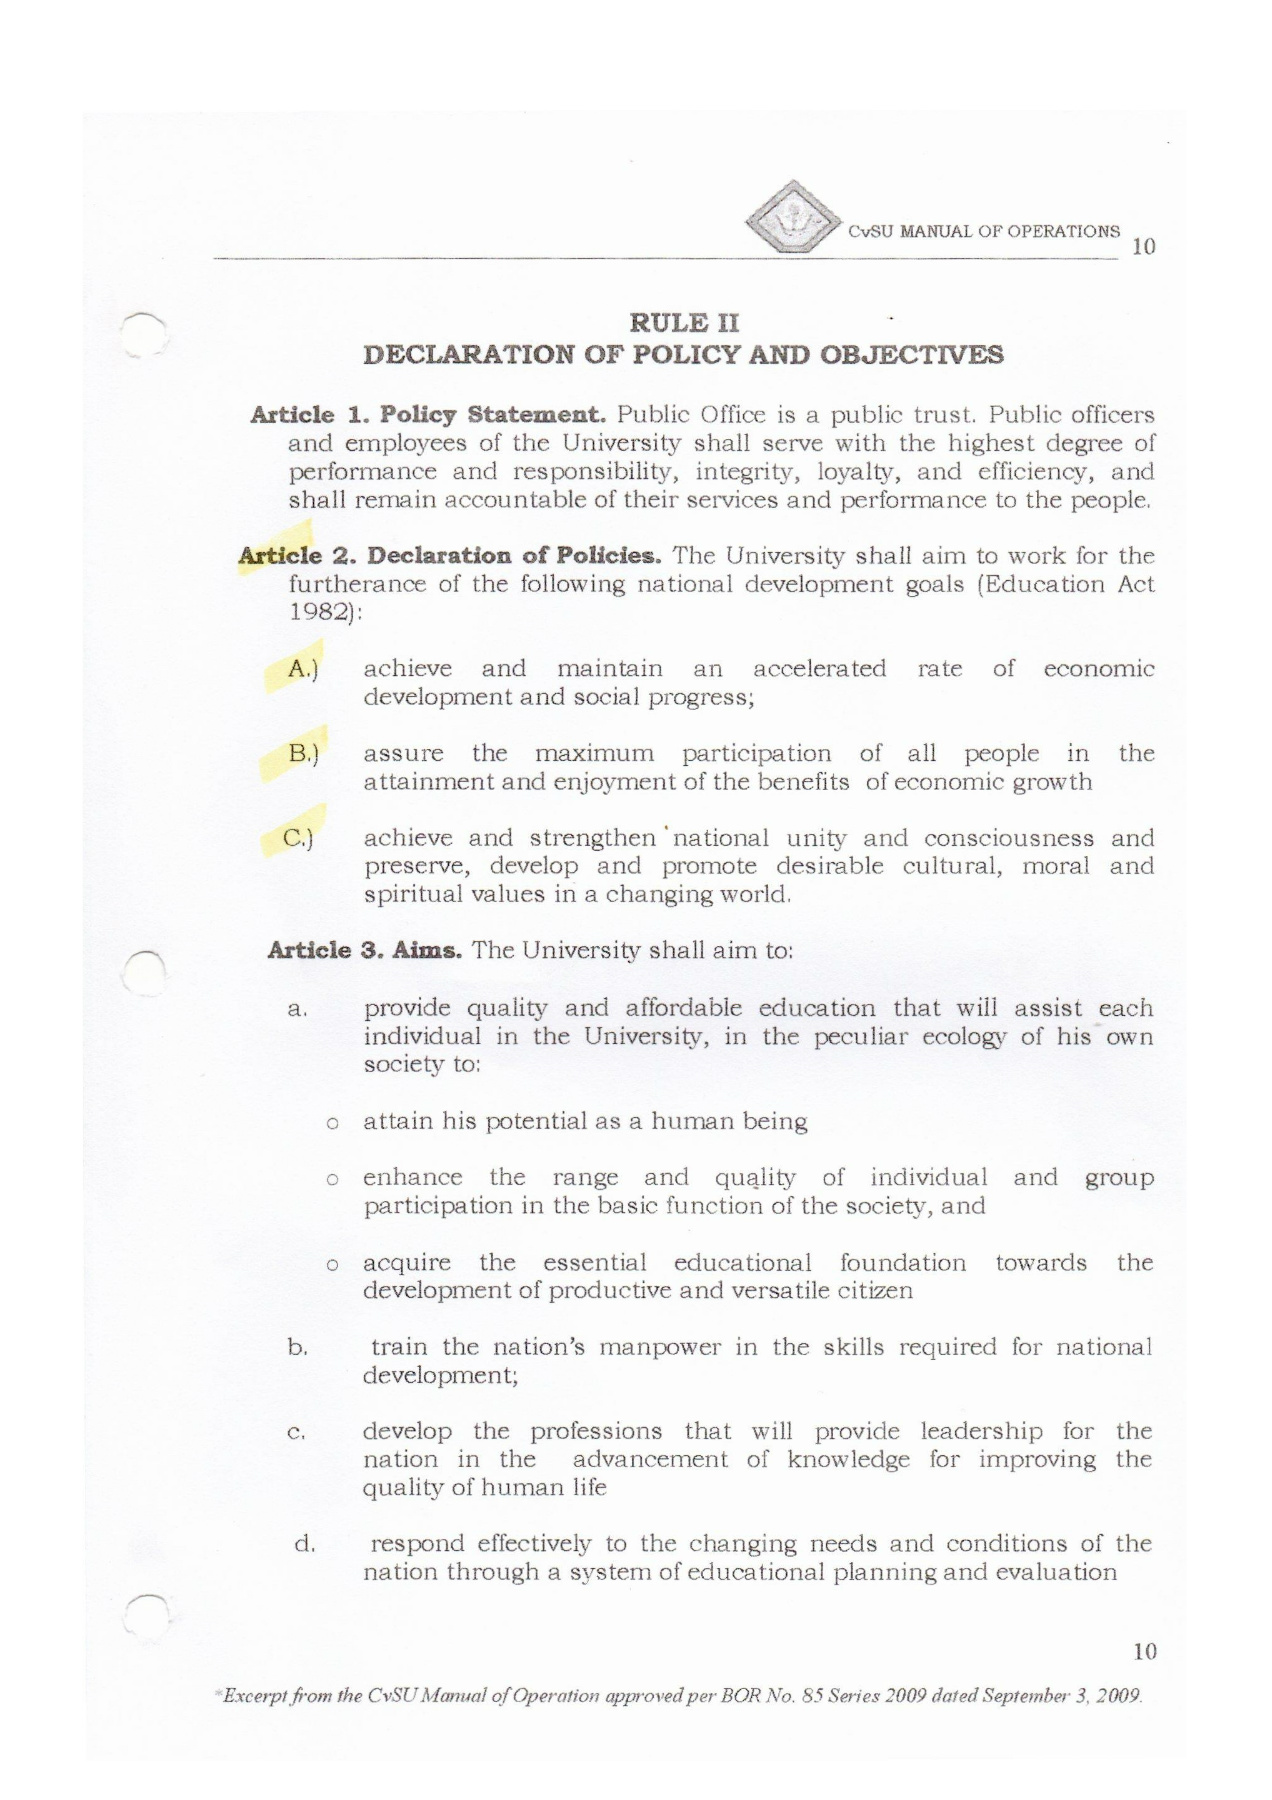 CvSU MANUAL OF OPERATIONS
10
RULE II
DECLARATION OF POLICY AND OBJECTIVES
Article 1. Policy Statement. Public Office is a public trust. Public officers
and employees of the University shall serve with the highest degree of
performance and responsibility, integrity, loyalty, and efficiency, and
shall remain accountable of their services and performance to the people.
Article 2. Declaration of Policies. The University shall aim to work for the
furtherance of the following national development goals (Education Act
1982):
A.) achieve and maintain an accelerated rate of economic
development and social progress;
B.) assure the maximum participation of all people in the
attainment and enjoyment of the benefits of economic growth
C.) achieve and strengthen national unity and consciousness and
preserve, develop and promote desirable cultural, moral and
spiritual values in a changing world.
Article 3. Aims. The University shall aim to:
a. provide quality and affordable education that will assist each
individual in the University, in the peculiar ecology of his own
society to:
o attain his potential as a human being
o enhance the range and quality of individual and group
participation in the basic function of the society, and
o acquire the essential educational foundation towards the
development of productive and versatile citizen
b. train the nation's manpower in the skills required for national
development;
c. develop the professions that will provide leadership for the
nation in the advancement of knowledge for improving the
quality of human life
d. respond effectively to the changing needs and conditions of the
nation through a system of educational planning and evaluation
10
*Excerpt from the CvSU Manual of Operation approved per BOR No. 85 Series 2009 dated September 3, 2009.